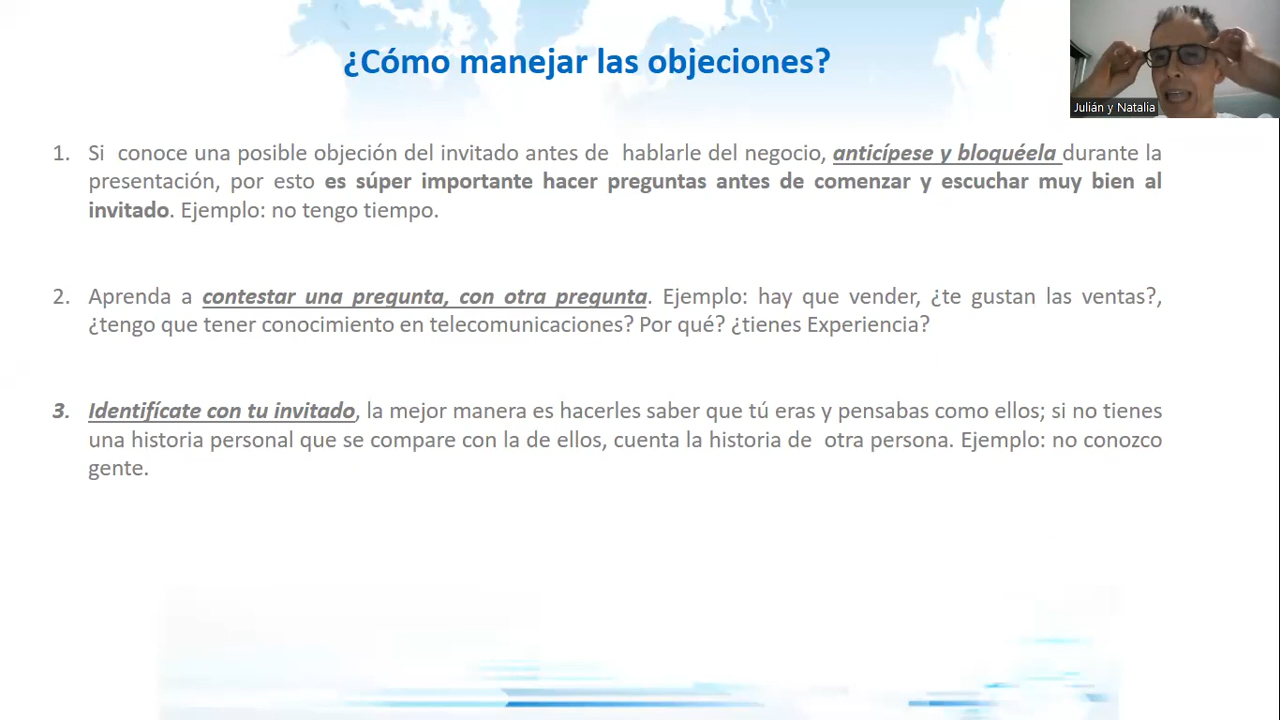 ¿Cómo manejar las objeciones?
Julián y Natalia
1. Si conoce una posible objeción del invitado antes de hablarle del negocio, anticípese y bloquéela durante la
presentación, por esto es súper importante hacer preguntas antes de comenzar y escuchar muy bien al
invitado. Ejemplo: no tengo tiempo.
2. Aprenda a contestar una pregunta, con otra pregunta. Ejemplo: hay que vender, ¿te gustan las ventas?,
¿tengo que tener conocimiento en telecomunicaciones? Por qué? ¿tienes Experiencia?
3. Identifícate con tu invitado, la mejor manera es hacerles saber que tú eras y pensabas como ellos; si no tienes
una historia personal que se compare con la de ellos, cuenta la historia de otra persona. Ejemplo: no conozco
gente.